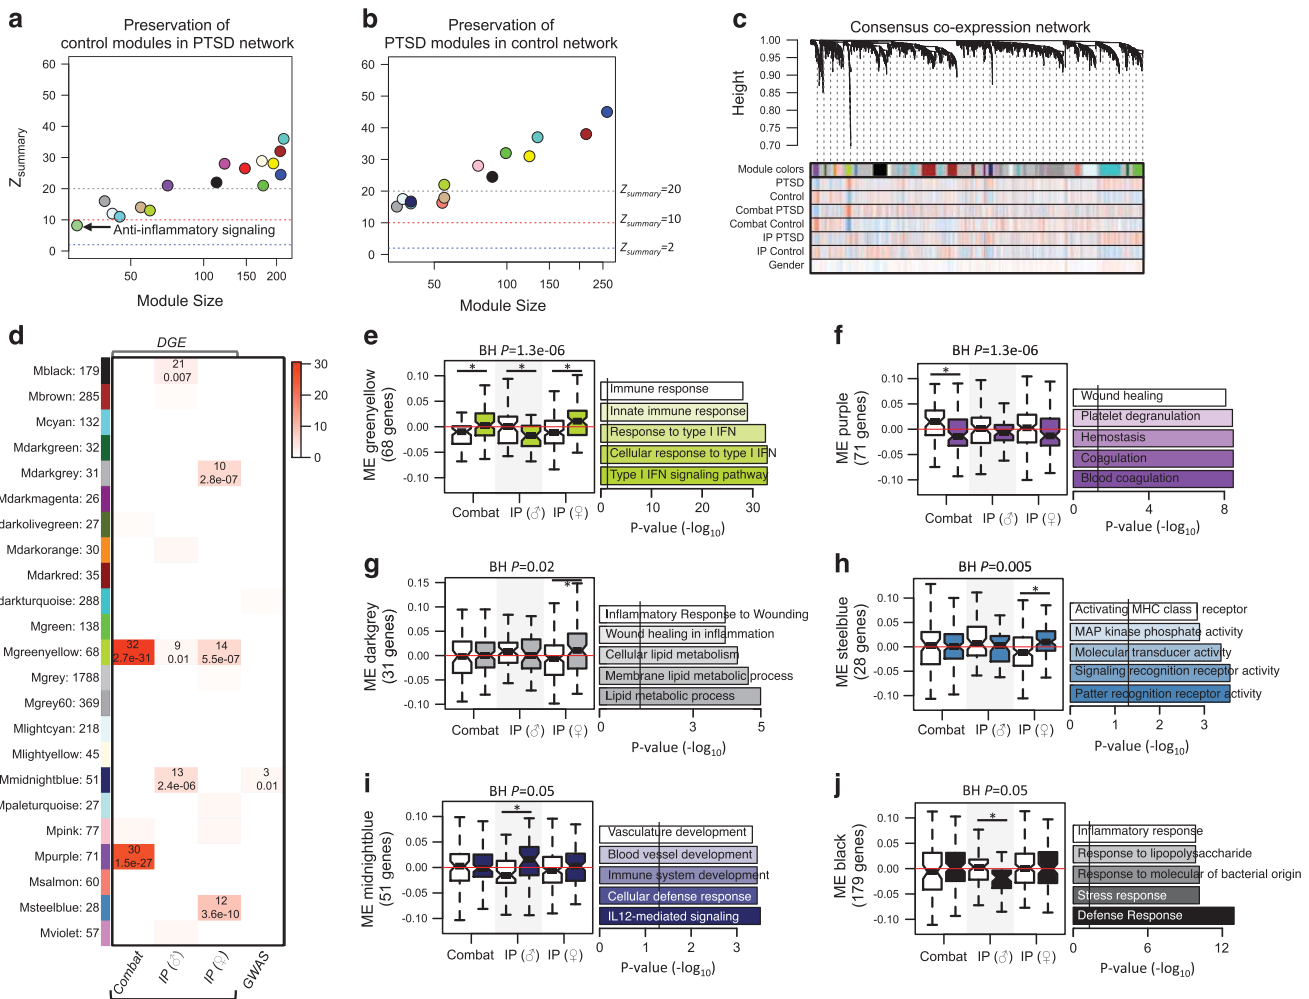 a
Preservation of
control modules in PTSD network
60
50
40
30
20
10
0
Zsummary
Anti-inflammatory signaling
50
100
150
200
Module Size
b
Preservation of
PTSD modules in control network
60
50
40
30
20
10
0
Zsummary=20
Zsummary=10
Zsummary=2
50
100
150
250
Module Size
c
Consensus co-expression network
1.00
0.95
0.90
0.85
0.80
0.75
0.70
Height
Module colors
PTSD
Control
Combat PTSD
Combat Control
IP PTSD
IP Control
Gender
d
DGE
Mblack: 179
21
0.007
Mbrown: 285
Mcyan: 132
Mdarkgreen: 32
Mdarkgrey: 31
10
2.8e-07
Mdarkmagenta: 26
Mdarkolivegreen: 27
Mdarkorange: 30
Mdarkred: 35
darkturquoise: 288
Mgreen: 138
Mgreenyellow: 68
32
2.7e-31
9
0.01
14
5.5e-07
Mgrey: 1788
Mgrey60: 369
Mlightcyan: 218
Mlightyellow: 45
Mmidnightblue: 51
13
2.4e-06
3
0.01
Mpaleturquoise: 27
Mpink: 77
Mpurple: 71
30
1.5e-27
Msalmon: 60
Msteelblue: 28
12
3.6e-10
Mviolet: 57
Combat
IP (♂)
IP (♀)
GWAS
30
20
10
0
e
BH P=1.3e-06
ME greenyellow
(68 genes)
0.10
0.05
0.00
-0.05
-0.10
*
*
*
Combat IP (♂) IP (♀)
Immune response
Innate immune response
Response to type I IFN
Cellular response to type I IFN
Type I IFN signaling pathway
0 10 20 30
P-value (-log10)
f
BH P=1.3e-06
ME purple
(71 genes)
0.10
0.05
0.00
-0.05
-0.10
*
Combat IP (♂) IP (♀)
Wound healing
Platelet degranulation
Hemostasis
Coagulation
Blood coagulation
0 4 8
P-value (-log10)
g
BH P=0.02
ME darkgrey
(31 genes)
0.15
0.10
0.05
0.00
-0.05
-0.10
*
Combat IP (♂) IP (♀)
Inflammatory Response to Wounding
Wound healing in inflammation
Cellular lipid metabolism
Membrane lipid metabolic process
Lipid metabolic process
0 3 5
P-value (-log10)
h
BH P=0.005
ME steelblue
(28 genes)
0.10
0.05
0.00
-0.05
-0.10
*
Combat IP (♂) IP (♀)
Activating MHC class I receptor
MAP kinase phosphate activity
Molecular transducer activity
Signaling recognition receptor activity
Patter recognition receptor activity
0 1 2 3
P-value (-log10)
i
BH P=0.05
ME midnightblue
(51 genes)
0.10
0.05
0.00
-0.05
-0.10
*
Combat IP (♂) IP (♀)
Vasculature development
Blood vessel development
Immune system development
Cellular defense response
IL12-mediated signaling
0 1 2 3
P-value (-log10)
j
BH P=0.05
ME black
(179 genes)
0.10
0.05
0.00
-0.05
-0.10
*
Combat IP (♂) IP (♀)
Inflammatory response
Response to lipolysaccharide
Response to molecular of bacterial origin
Stress response
Defense Response
0 6 12
P-value (-log10)